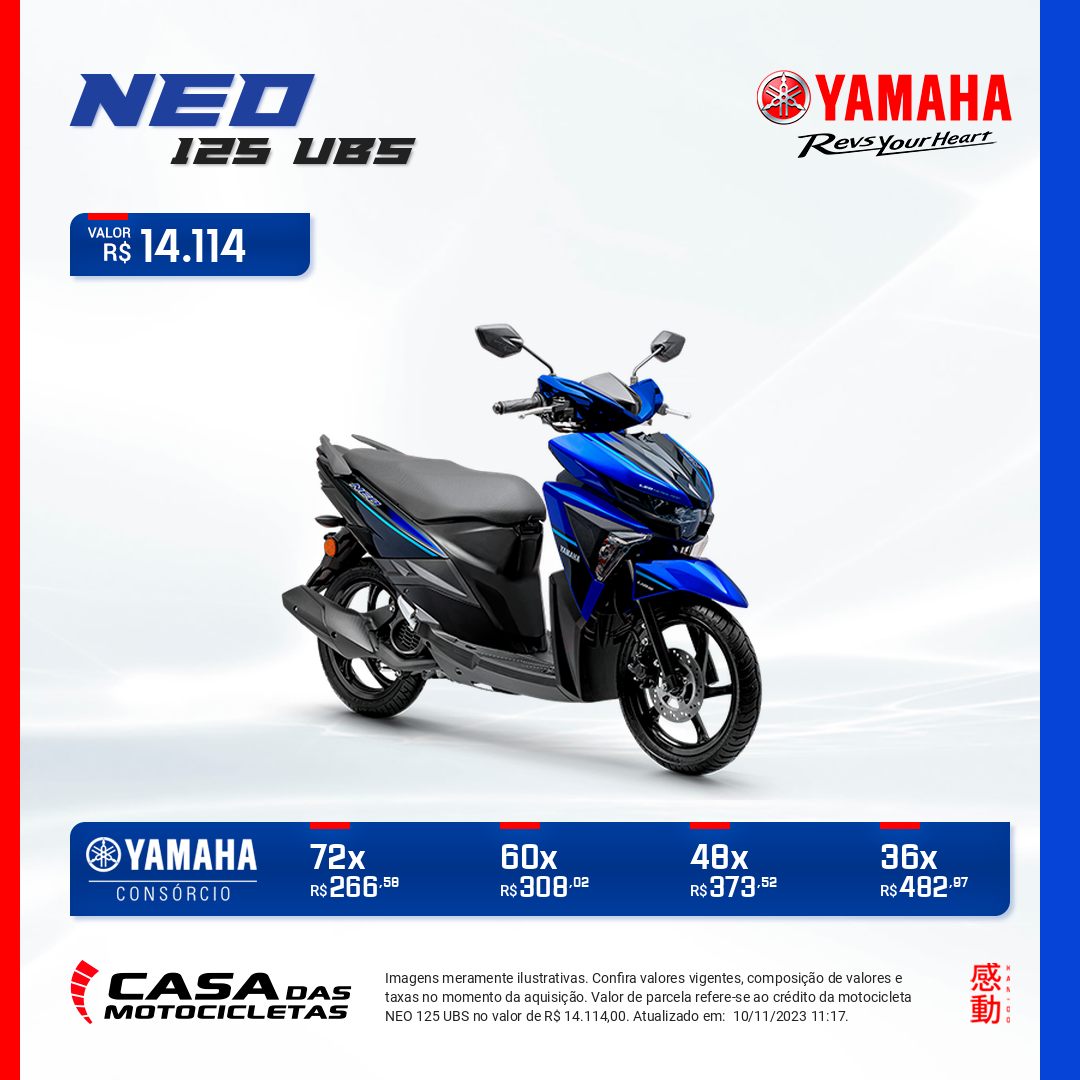 NEO
125 UBS
YAMAHA
Revs Your Heart
VALOR
R$ 14.114
NEO
YAMAHA
YAMAHA
CONSÓRCIO
72x
R$ 266,58
60x
R$ 308,02
48x
R$ 373,52
36x
R$ 482,97
CASA DAS
MOTOCICLETAS
Imagens meramente ilustrativas. Confira valores vigentes, composição de valores e
taxas no momento da aquisição. Valor de parcela refere-se ao crédito da motocicleta
NEO 125 UBS no valor de R$ 14.114,00. Atualizado em: 10/11/2023 11:17.
感動